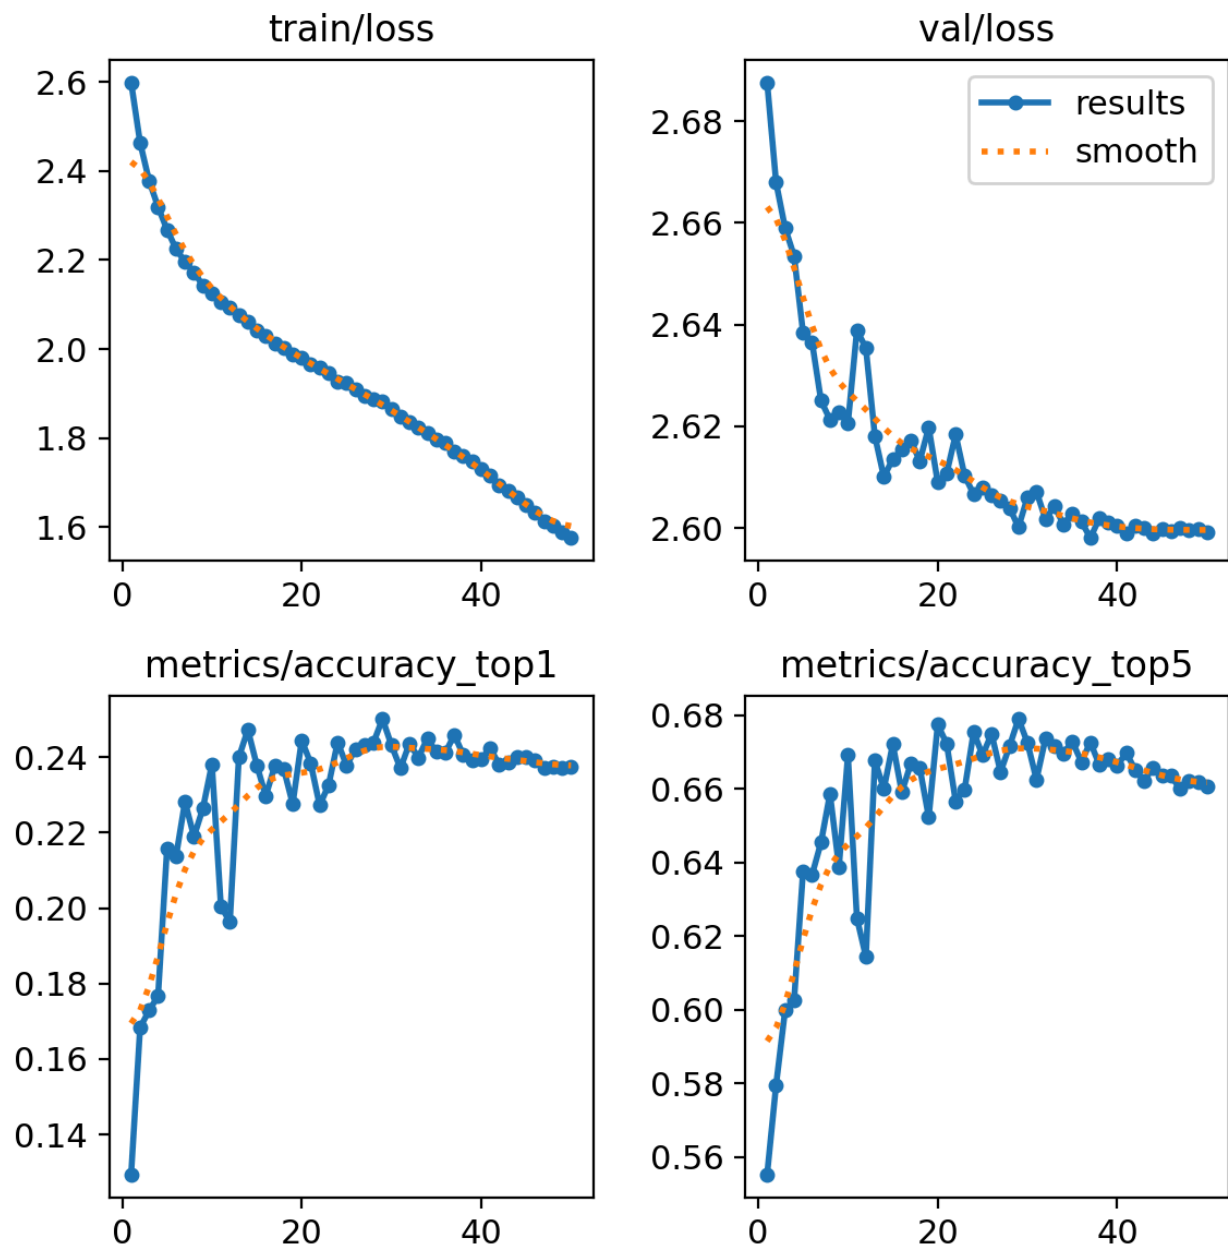 train/loss
2.6
2.4
2.2
2.0
1.8
1.6
0 20 40
val/loss
results
smooth
2.68
2.66
2.64
2.62
2.60
0 20 40
metrics/accuracy_top1
0.24
0.22
0.20
0.18
0.16
0.14
0 20 40
metrics/accuracy_top5
0.68
0.66
0.64
0.62
0.60
0.58
0.56
0 20 40